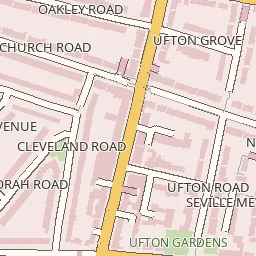 OAKLEY ROAD
UFTON GROVE
CHURCH ROAD
VENUE
CLEVELAND ROAD
N
ORAH ROAD
UFTON ROAD
SEVILLE ME
UFTON GARDENS